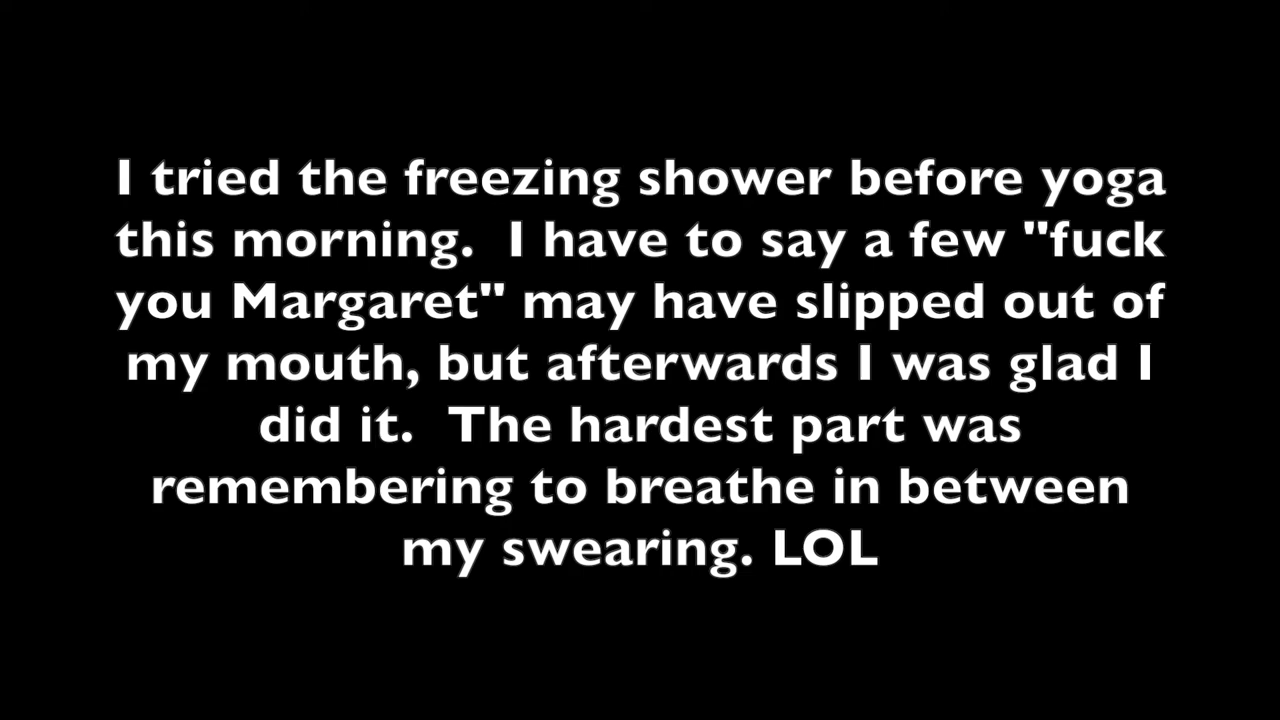 I tried the freezing shower before yoga
this morning.  I have to say a few "fuck
you Margaret" may have slipped out of
my mouth, but afterwards I was glad I
did it.  The hardest part was
remembering to breathe in between
my swearing. LOL